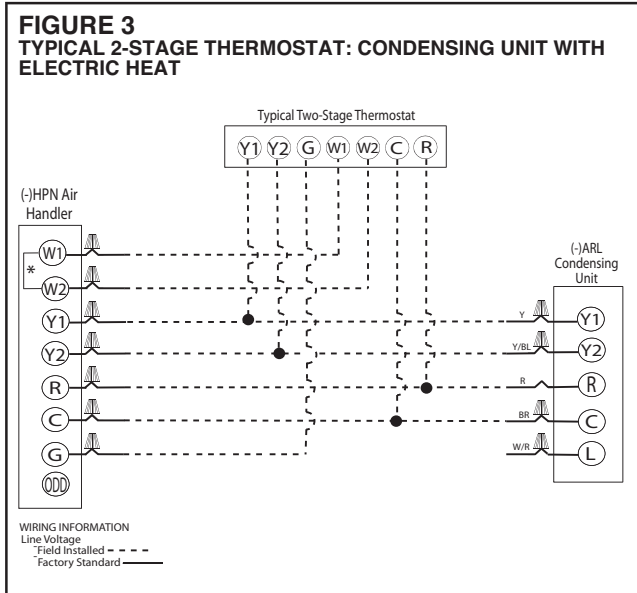 FIGURE 3
TYPICAL 2-STAGE THERMOSTAT: CONDENSING UNIT WITH
ELECTRIC HEAT
Typical Two-Stage Thermostat
Y1 Y2 G W1 W2 C R
(-)HPN Air
Handler
W1
*
W2
Y1
Y2
R
C
G
ODD
(-)ARL
Condensing
Unit
Y Y1
Y/BL Y2
R R
BR C
W/R L
WIRING INFORMATION
Line Voltage
-Field Installed
-Factory Standard